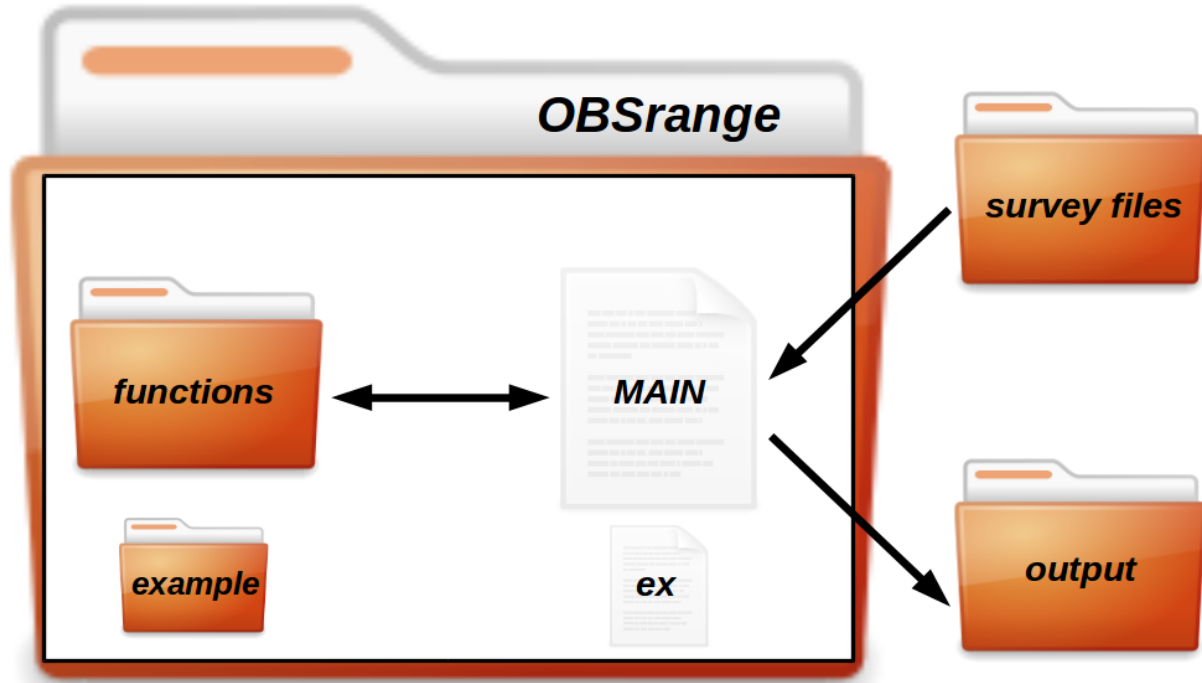 OBSrange
survey files
functions
MAIN
example
ex
output